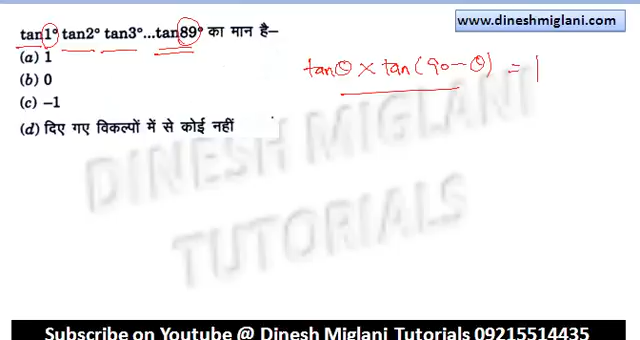 www.dineshmiglani.com
tan1° tan2° tan3°...tan89° का मान है–
(a) 1
(b) 0
(c) –1
(d) दिए गए विकल्पों में से कोई नहीं
tanθ × tan(90–θ) = 1
DINESH MIGLANI
TUTORIALS
Subscribe on Youtube @ Dinesh Miglani Tutorials 09215514435